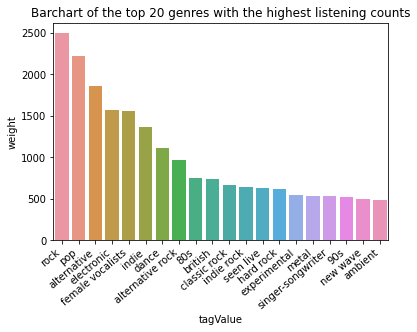 Barchart of the top 20 genres with the highest listening counts
weight
2500
2000
1500
1000
500
0
rock
pop
alternative
electronic
female vocalists
indie
dance
alternative rock
80s
british
classic rock
indie rock
seen live
hard rock
experimental
metal
singer-songwriter
90s
new wave
ambient
tagValue